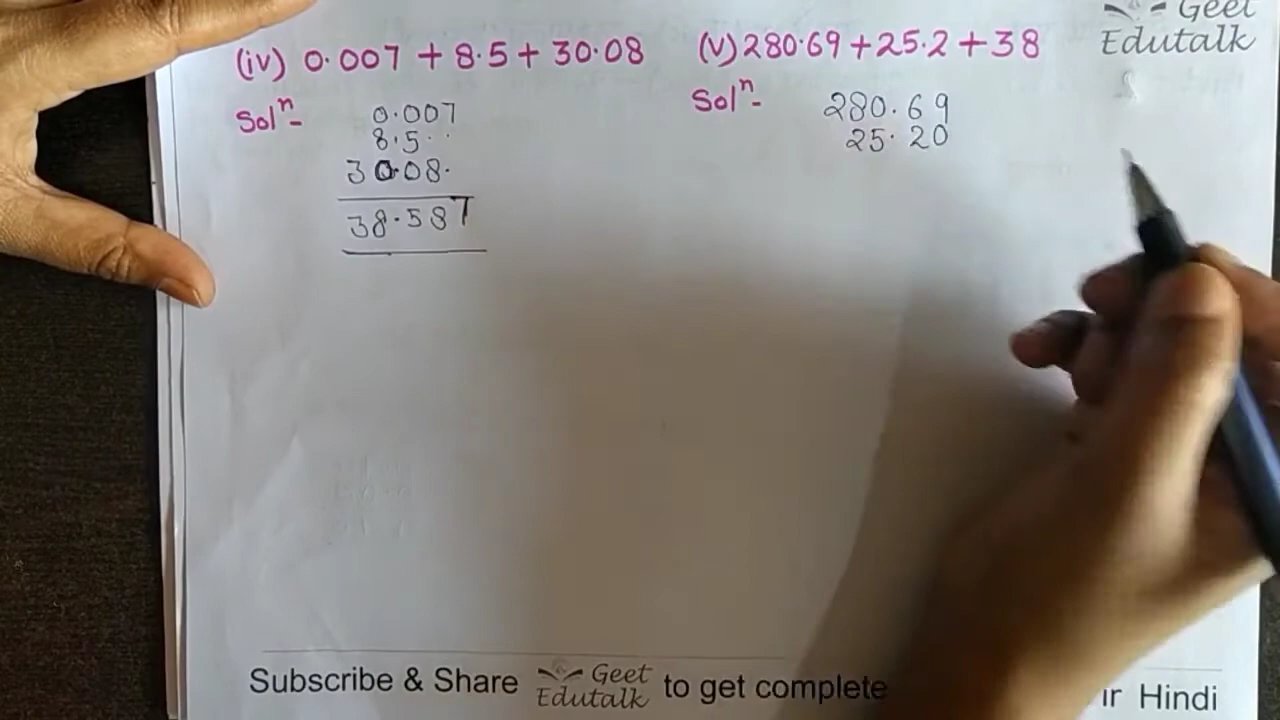 Geet
Edutalk
(iv) 0.007 + 8.5 + 30.08
Solⁿ-
0.007
8.5..
30.08.
38.587
(v) 280.69 + 25.2 + 38
Solⁿ-
280.69
25.20
Subscribe & Share Geet Edutalk to get complete
ir Hindi